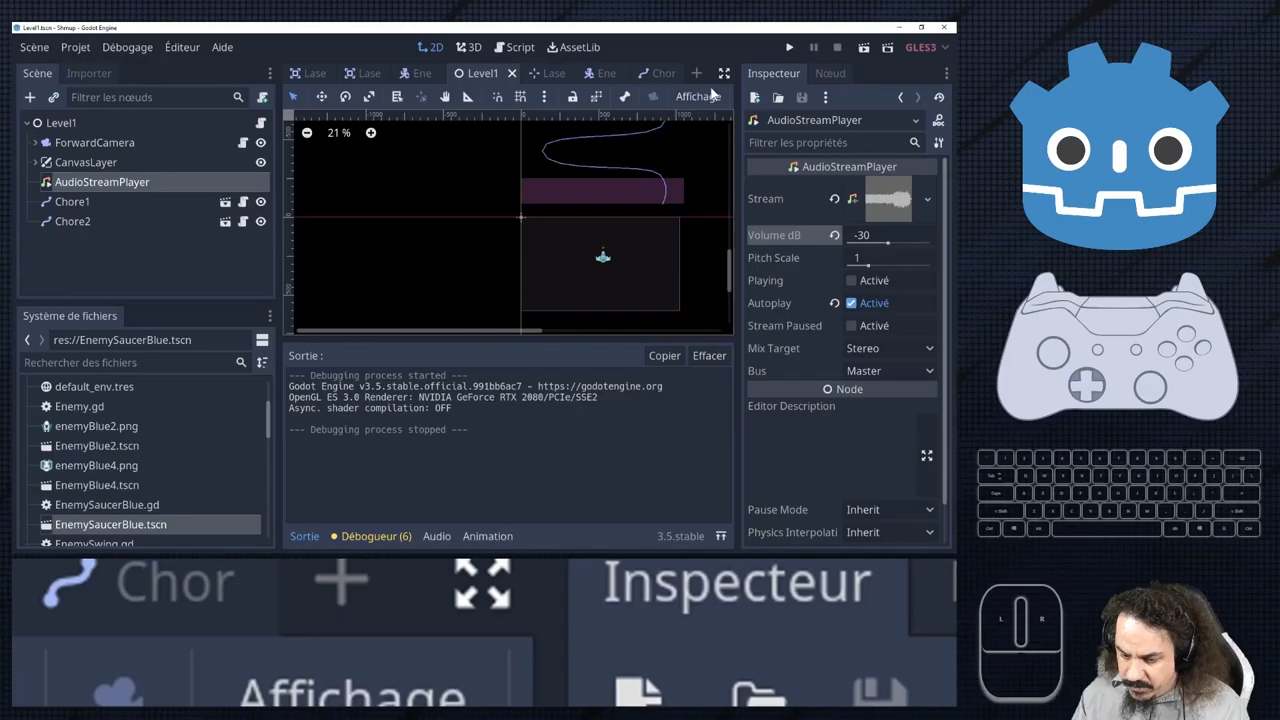 Level1.tscn - Shmup - Godot Engine
Scène Projet Débogage Éditeur Aide
2D 3D Script AssetLib
GLES3
Scène Importer
Lase Lase Ene Level1 Lase Ene Chor
Inspecteur Nœud
Filtrer les nœuds
Affichage
Level1
ForwardCamera
CanvasLayer
AudioStreamPlayer
Chore1
Chore2
21 %
-1000 0 500 1000
AudioStreamPlayer
Filtrer les propriétés
AudioStreamPlayer
Stream
Volume dB -30
Pitch Scale 1
Playing Activé
Autoplay Activé
Stream Paused Activé
Mix Target Stereo
Bus Master
Node
Editor Description
Pause Mode Inherit
Physics Interpolati Inherit
Système de fichiers
res://EnemySaucerBlue.tscn
Rechercher des fichiers
default_env.tres
Enemy.gd
enemyBlue2.png
EnemyBlue2.tscn
enemyBlue4.png
EnemyBlue4.tscn
EnemySaucerBlue.gd
EnemySaucerBlue.tscn
EnemySwing.gd
Sortie : Copier Effacer
--- Debugging process started ---
Godot Engine v3.5.stable.official.991bb6ac7 - https://godotengine.org
OpenGL ES 3.0 Renderer: NVIDIA GeForce RTX 2080/PCIe/SSE2
Async. shader compilation: OFF
--- Debugging process stopped ---
Sortie Débogueur (6) Audio Animation 3.5.stable
Chor
Inspecteur
Affichage
L R